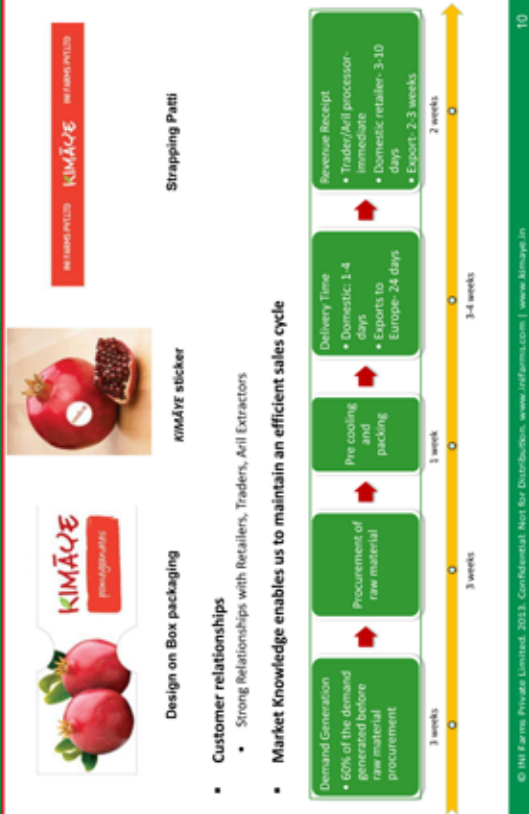 KIMĀYE
pomegranates
INI FARMS PVT.LTD KIMĀYE INI FARMS PVT.LTD
Design on Box packaging
KIMĀYE sticker
Strapping Patti
▪ Customer relationships
• Strong Relationships with Retailers, Traders, Aril Extractors
▪ Market Knowledge enables us to maintain an efficient sales cycle
Demand Generation
• 60% of the demand
generated before
raw material
procurement
Procurement of
raw material
Pre cooling
and
packing
Delivery Time
• Domestic: 1-4
days
• Exports to
Europe- 24 days
Revenue Receipt
• Trader/Aril processor-
immediate
• Domestic retailer- 3-10
days
• Export- 2-3 weeks
3 weeks
3 weeks
1 week
3-4 weeks
2 weeks
© INI Farms Private Limited. 2013. Confidential: Not for Distribution. www.inifarms.com | www.kimaye.in
10